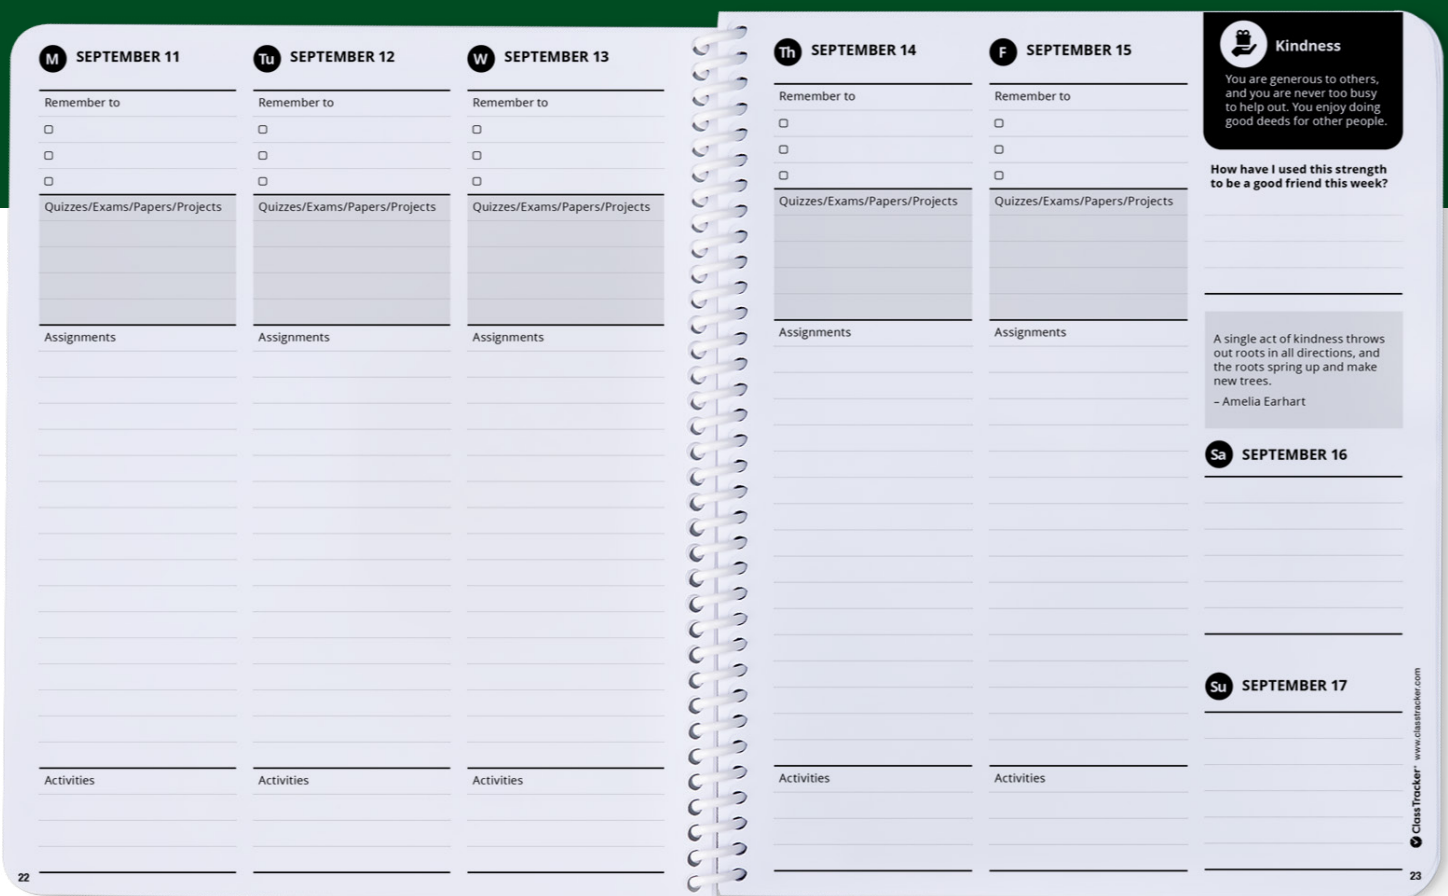 M SEPTEMBER 11
Remember to
Quizzes/Exams/Papers/Projects
Assignments
Activities
22
Tu SEPTEMBER 12
Remember to
Quizzes/Exams/Papers/Projects
Assignments
Activities
W SEPTEMBER 13
Remember to
Quizzes/Exams/Papers/Projects
Assignments
Activities
Th SEPTEMBER 14
Remember to
Quizzes/Exams/Papers/Projects
Assignments
Activities
F SEPTEMBER 15
Remember to
Quizzes/Exams/Papers/Projects
Assignments
Activities
Kindness
You are generous to others,
and you are never too busy
to help out. You enjoy doing
good deeds for other people.
How have I used this strength
to be a good friend this week?
A single act of kindness throws
out roots in all directions, and
the roots spring up and make
new trees.
– Amelia Earhart
Sa SEPTEMBER 16
Su SEPTEMBER 17
ClassTracker® www.classtracker.com
23